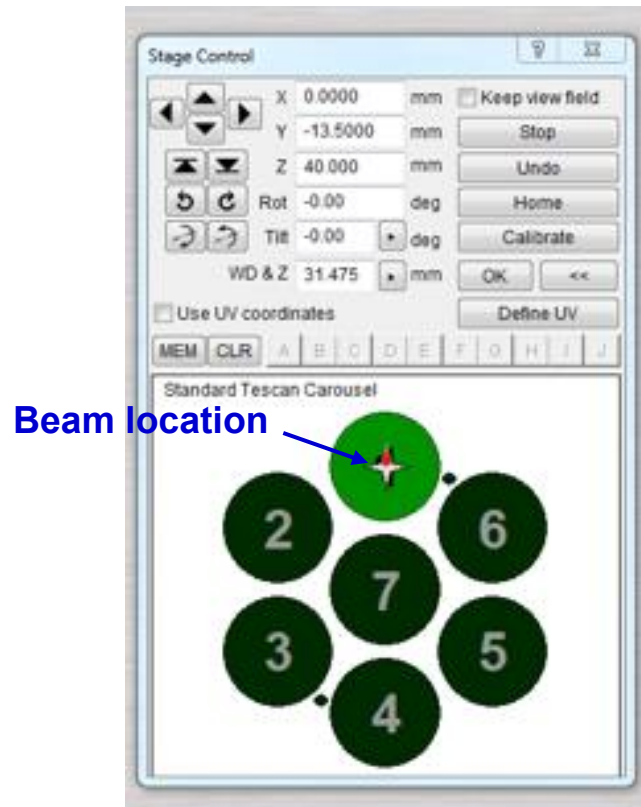 Stage Control
X 0.0000 mm Keep view field
Y -13.5000 mm Stop
Z 40.000 mm Undo
Rot -0.00 deg Home
Tilt -0.00 deg Calibrate
WD & Z 31.475 mm OK <<
Use UV coordinates Define UV
MEM CLR A B C D E F G H I J
Standard Tescan Carousel
Beam location
2 6
7
3 5
4